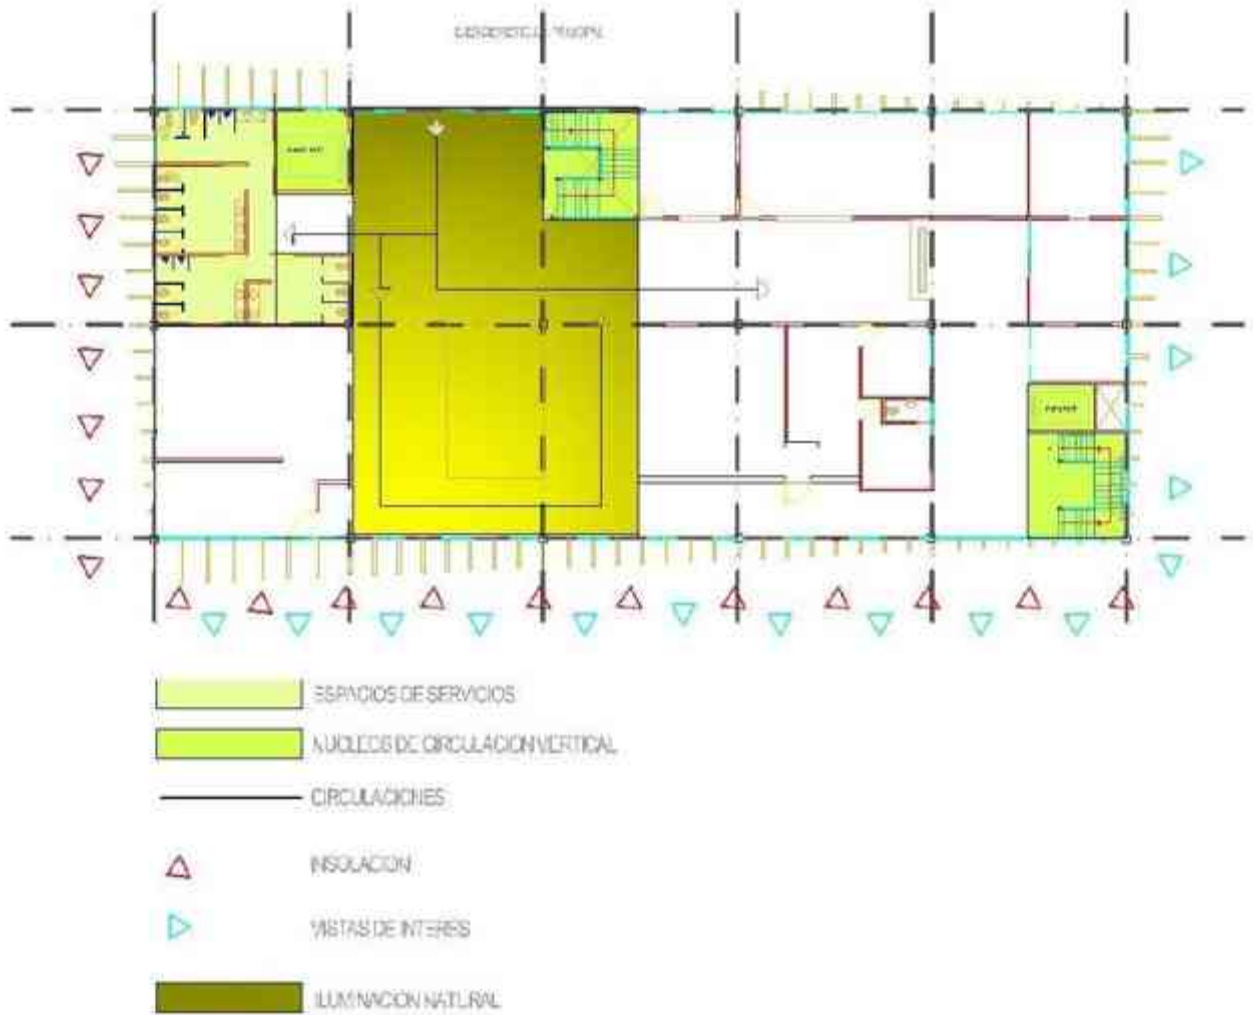 ESPACIOS DE SERVICIOS
NUCLEOS DE CIRCULACION VERTICAL
CIRCULACIONES
INSOLACION
VISTAS DE INTERES
ILUMINACION NATURAL